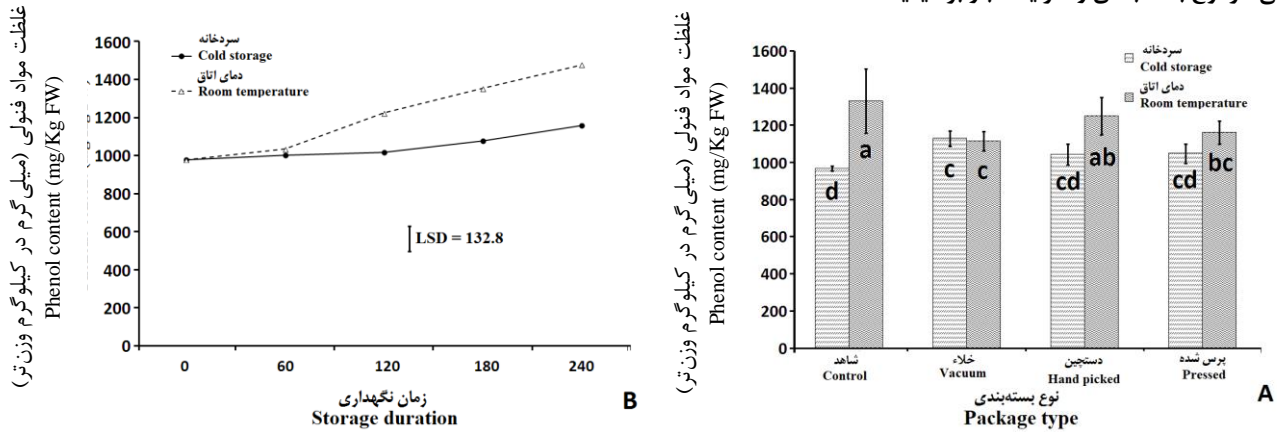 غلظت مواد فنولی (میلی‌گرم در کیلوگرم وزن‌تر)
Phenol content (mg/Kg FW)
1600
1400
1200
1000
800
600
400
200
0
سردخانه
Cold storage
دمای اتاق
Room temperature
LSD = 132.8
0 60 120 180 240
زمان نگهداری
Storage duration
B
غلظت مواد فنولی (میلی‌گرم در کیلوگرم وزن‌تر)
Phenol content (mg/Kg FW)
1600
1400
1200
1000
800
600
400
200
0
سردخانه
Cold storage
دمای اتاق
Room temperature
d a c c cd ab cd bc
شاهد خلاء دستچین پرس شده
Control Vacuum Hand picked Pressed
نوع بسته‌بندی
Package type
A